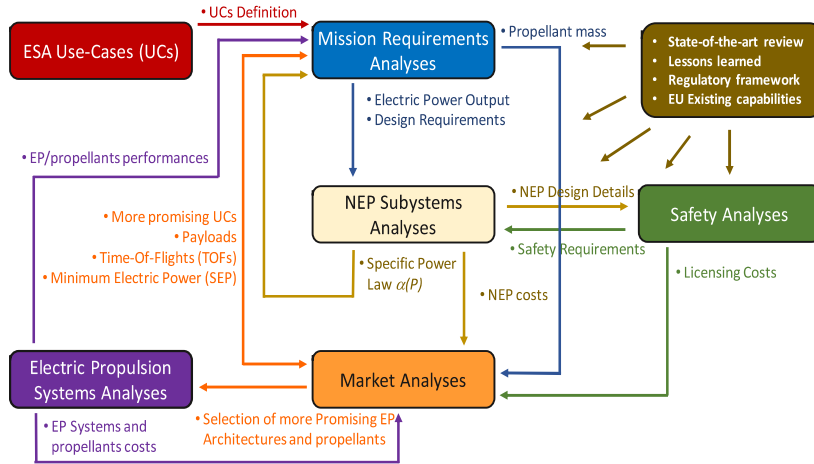 • UCs Definition
ESA Use-Cases (UCs)
Mission Requirements
Analyses
• Propellant mass
• State-of-the-art review
• Lessons learned
• Regulatory framework
• EU Existing capabilities
• Electric Power Output
• Design Requirements
• EP/propellants performances
• More promising UCs
• Payloads
• Time-Of-Flights (TOFs)
• Minimum Electric Power (SEP)
NEP Subystems
Analyses
• NEP Design Details
Safety Analyses
• Safety Requirements
• Specific Power
Law α(P)
• NEP costs
• Licensing Costs
Electric Propulsion
Systems Analyses
Market Analyses
• EP Systems and
propellants costs
• Selection of more Promising EP
Architectures and propellants